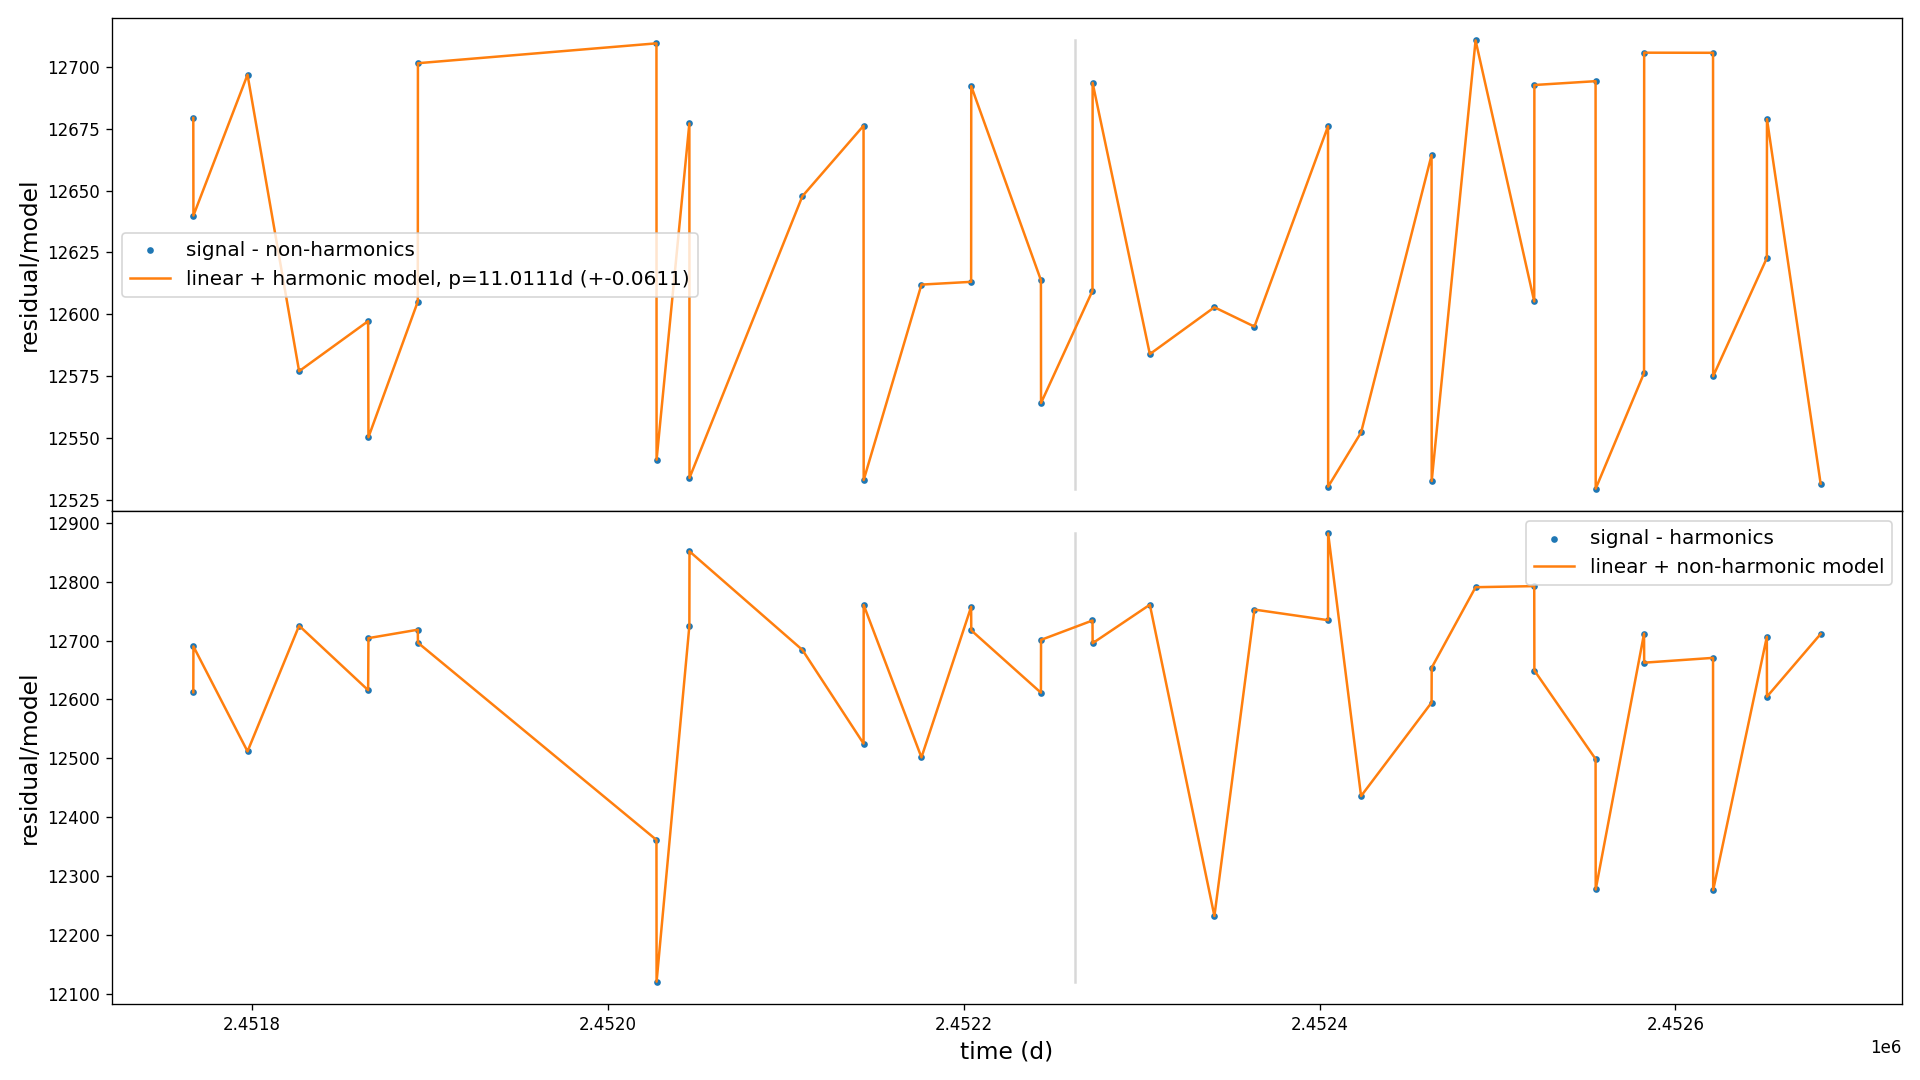 12700
12675
12650
12625
12600
12575
12550
12525
residual/model
signal - non-harmonics
linear + harmonic model, p=11.0111d (+-0.0611)
12900
12800
12700
12600
12500
12400
12300
12200
12100
residual/model
signal - harmonics
linear + non-harmonic model
2.4518 2.4520 2.4522 2.4524 2.4526
time (d)
1e6